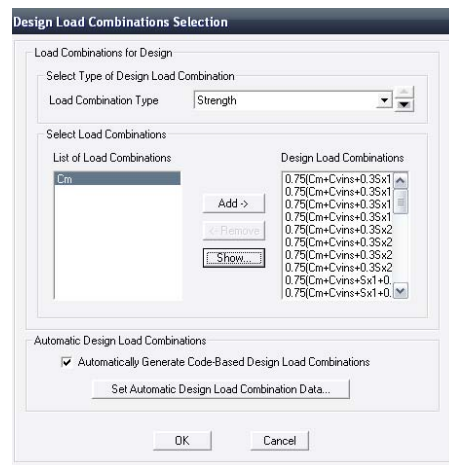 Design Load Combinations Selection
Load Combinations for Design
Select Type of Design Load Combination
Load Combination Type
Strength
Select Load Combinations
List of Load Combinations
Cm
Add ->
<- Remove
Show...
Design Load Combinations
0.75(Cm+Cvins+0.3Sx1
0.75(Cm+Cvins+0.3Sx1
0.75(Cm+Cvins+0.3Sx1
0.75(Cm+Cvins+0.3Sx1
0.75(Cm+Cvins+0.3Sx2
0.75(Cm+Cvins+0.3Sx2
0.75(Cm+Cvins+0.3Sx2
0.75(Cm+Cvins+0.3Sx2
0.75(Cm+Cvins+Sx1+0.
0.75(Cm+Cvins+Sx1+0.
Automatic Design Load Combinations
Automatically Generate Code-Based Design Load Combinations
Set Automatic Design Load Combination Data...
OK
Cancel